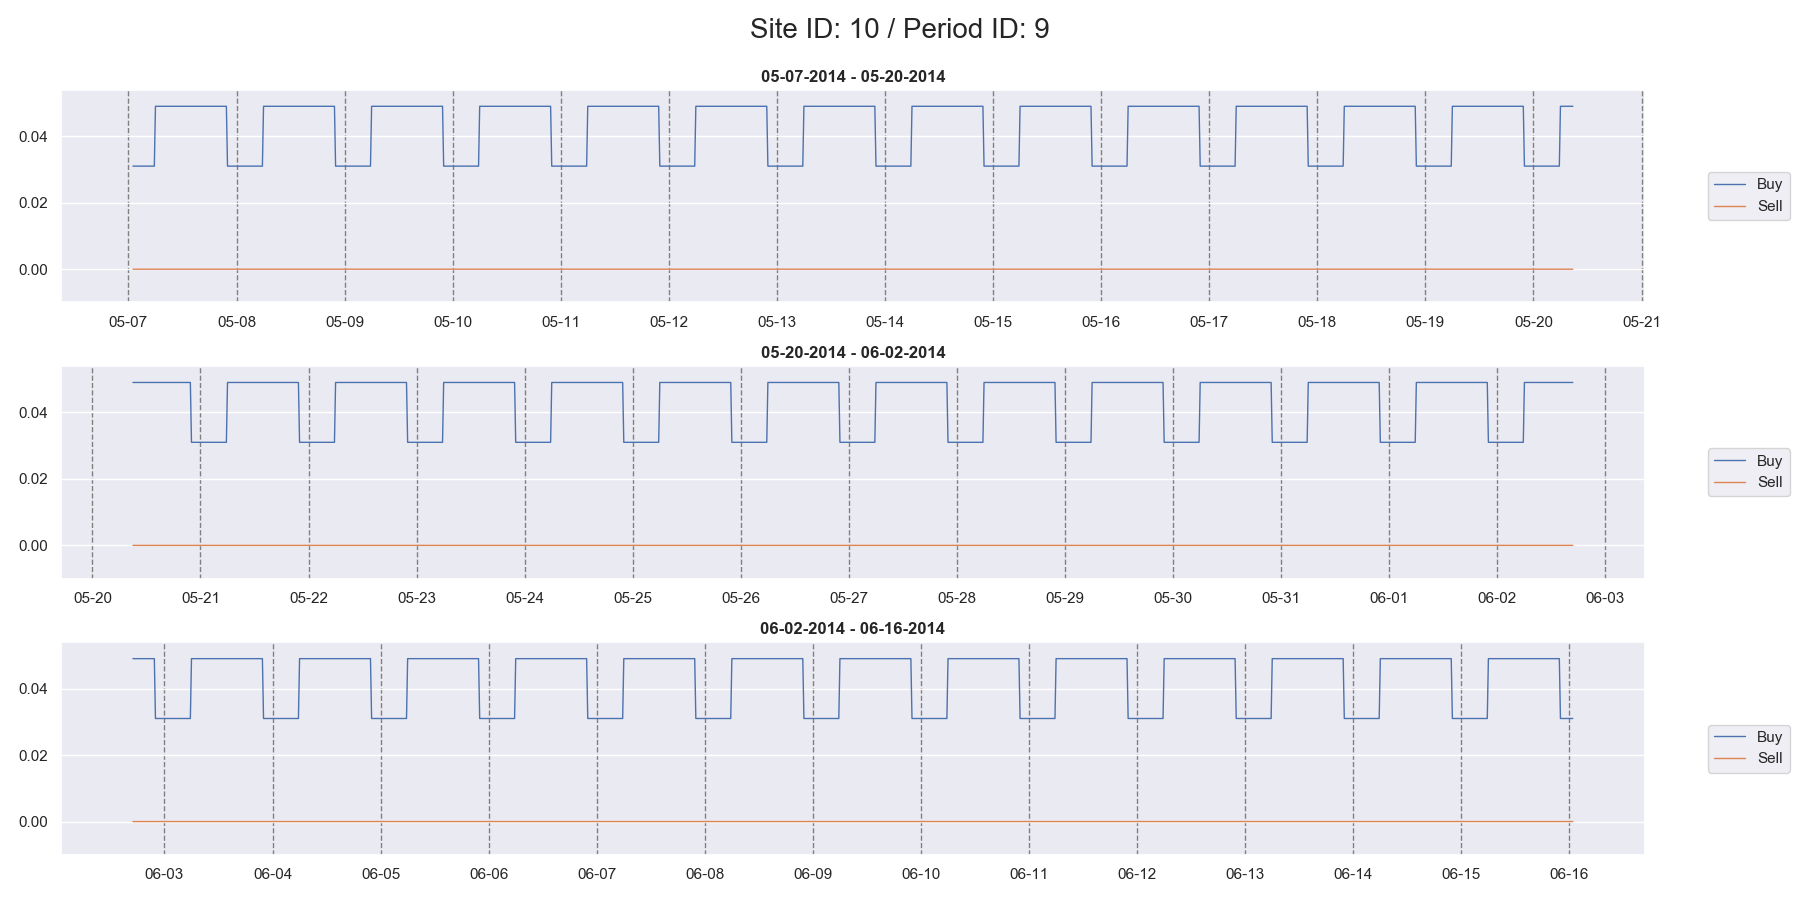 Site ID: 10 / Period ID: 9
05-07-2014 - 05-20-2014
0.04
0.02
0.00
05-07 05-08 05-09 05-10 05-11 05-12 05-13 05-14 05-15 05-16 05-17 05-18 05-19 05-20 05-21
Buy
Sell
05-20-2014 - 06-02-2014
0.04
0.02
0.00
05-20 05-21 05-22 05-23 05-24 05-25 05-26 05-27 05-28 05-29 05-30 05-31 06-01 06-02 06-03
Buy
Sell
06-02-2014 - 06-16-2014
0.04
0.02
0.00
06-03 06-04 06-05 06-06 06-07 06-08 06-09 06-10 06-11 06-12 06-13 06-14 06-15 06-16
Buy
Sell